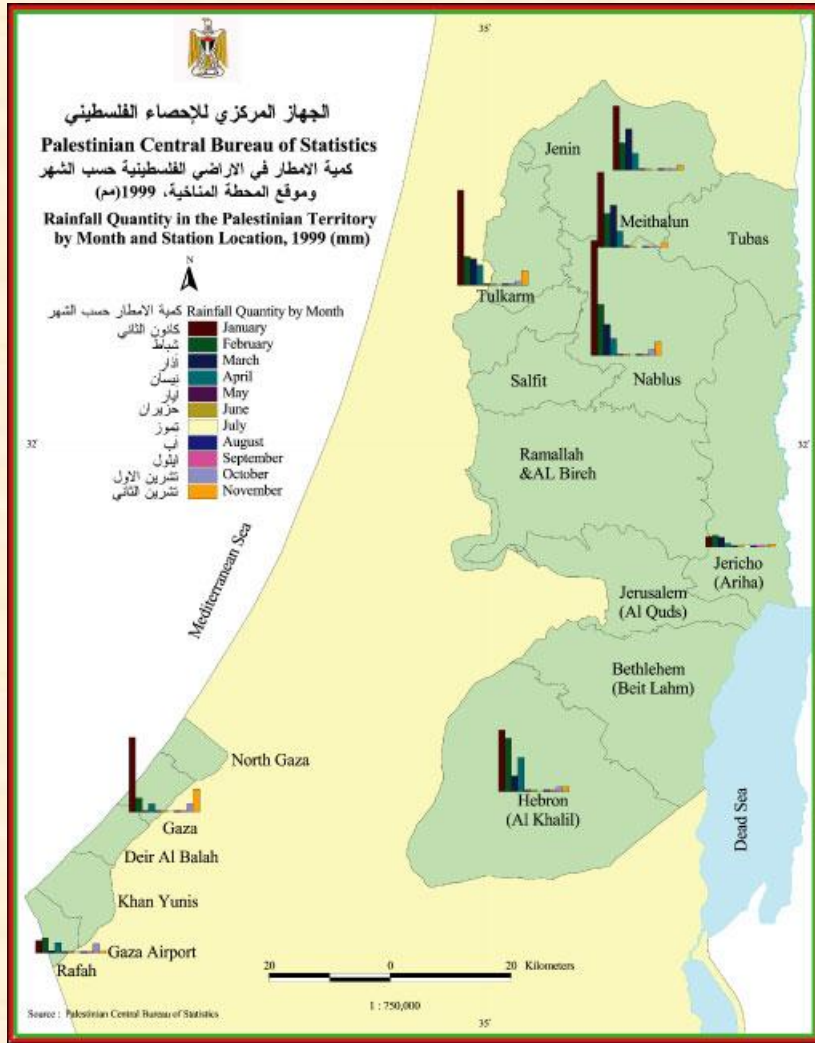 35'
الجهاز المركزي للإحصاء الفلسطيني
Palestinian Central Bureau of Statistics
كمية الامطار في الاراضي الفلسطينية حسب الشهر
وموقع المحطة المناخية، 1999(مم)
Rainfall Quantity in the Palestinian Territory
by Month and Station Location, 1999 (mm)
N
كمية الامطار حسب الشهر Rainfall Quantity by Month
كانون الثاني January
شباط February
آذار March
نيسان April
ايار May
حزيران June
تموز July
آب August
ايلول September
تشرين الاول October
تشرين الثاني November
Jenin
Meithalun
Tubas
Tulkarm
Salfit
Nablus
32'
32'
Ramallah
&AL Bireh
Mediterranean Sea
Jericho
(Ariha)
Jerusalem
(Al Quds)
Bethlehem
(Beit Lahm)
North Gaza
Hebron
(Al Khalil)
Dead Sea
Gaza
Deir Al Balah
Khan Yunis
Gaza Airport
Rafah
20 0 20 Kilometers
1 : 750,000
Source : Palestinian Central Bureau of Statistics
35'